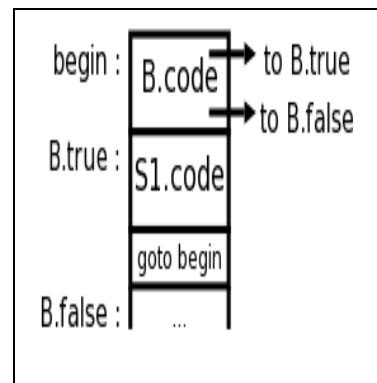 begin : B.code to B.true
to B.false
B.true : S1.code
goto begin
B.false : ...